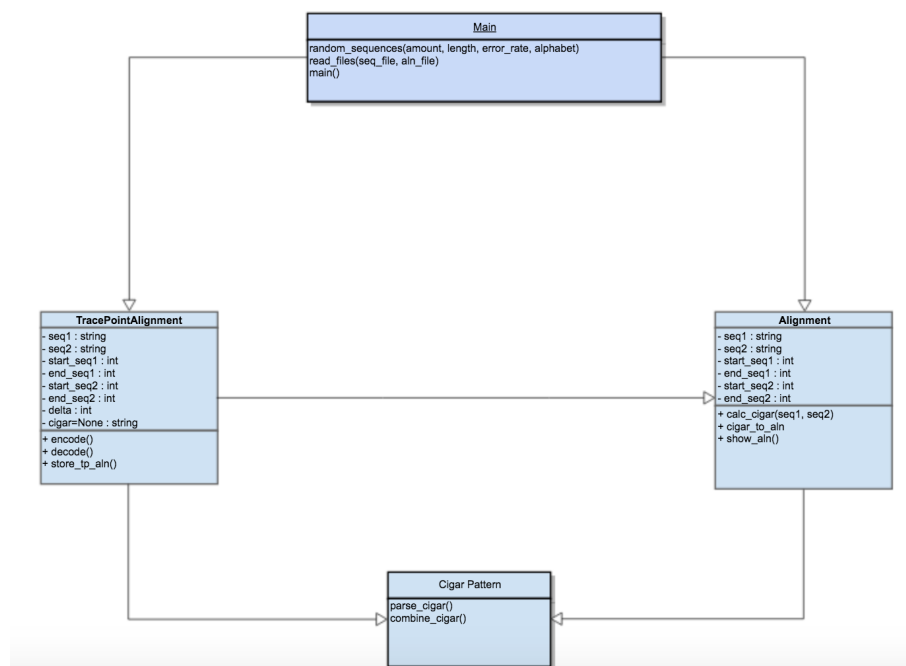 Main
random_sequences(amount, length, error_rate, alphabet)
read_files(seq_file, aln_file)
main()
TracePointAlignment
- seq1 : string
- seq2 : string
- start_seq1 : int
- end_seq1 : int
- start_seq2 : int
- end_seq2 : int
- delta : int
- cigar=None : string
+ encode()
+ decode()
+ store_tp_aln()
Alignment
- seq1 : string
- seq2 : string
- start_seq1 : int
- end_seq1 : int
- start_seq2 : int
- end_seq2 : int
+ calc_cigar(seq1, seq2)
+ cigar_to_aln
+ show_aln()
Cigar Pattern
parse_cigar()
combine_cigar()